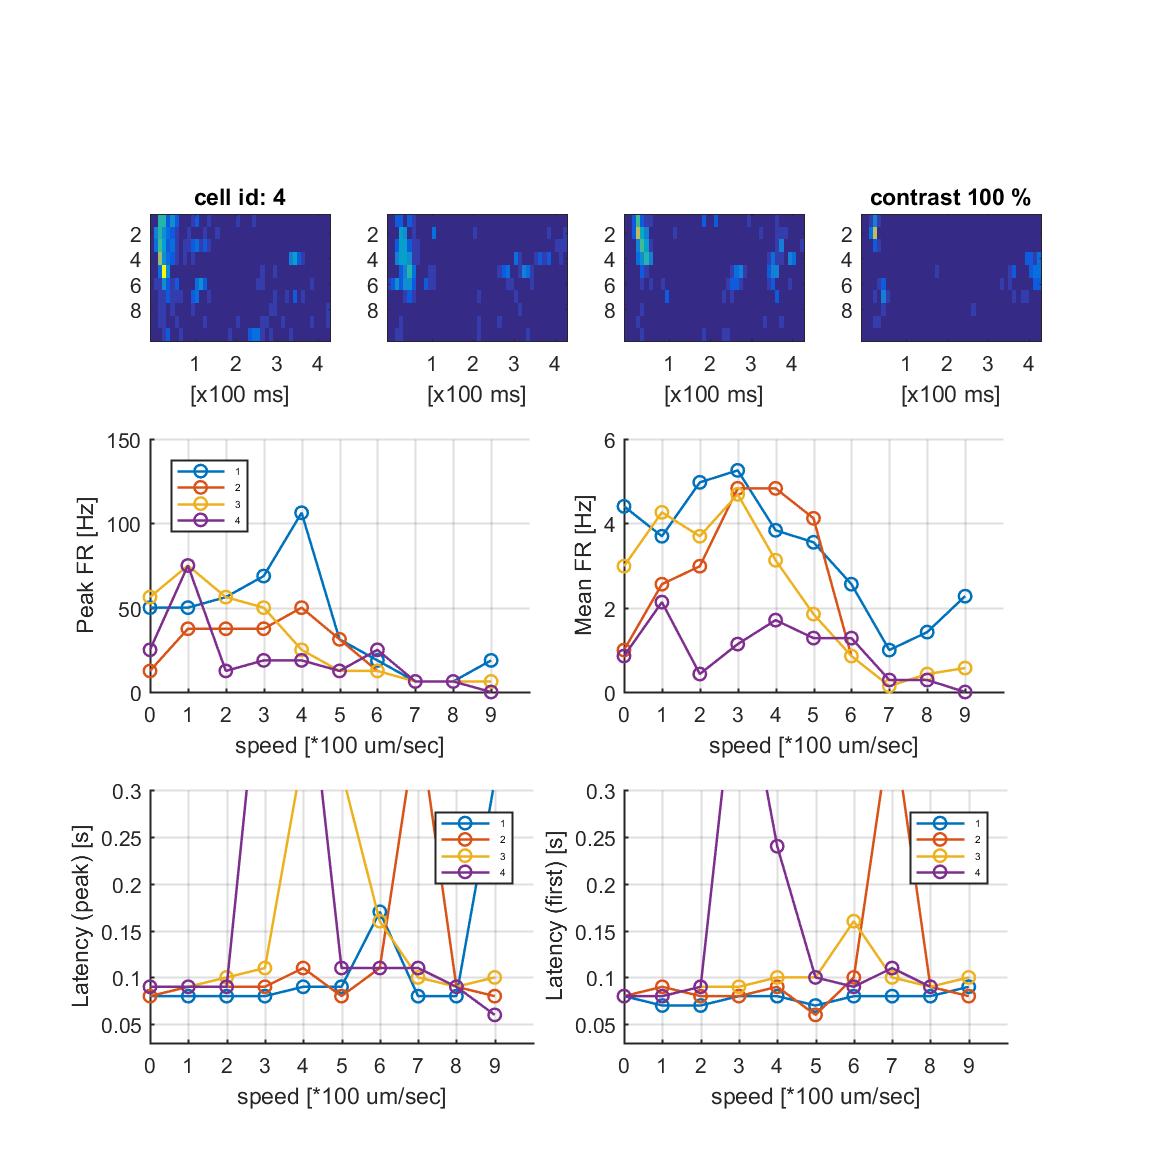 cell id: 4
contrast 100 %
2
4
6
8
2
4
6
8
2
4
6
8
2
4
6
8
1 2 3 4
1 2 3 4
1 2 3 4
1 2 3 4
[x100 ms]
[x100 ms]
[x100 ms]
[x100 ms]
Peak FR [Hz]
150
100
50
0
1
2
3
4
0 1 2 3 4 5 6 7 8 9
speed [*100 um/sec]
Mean FR [Hz]
6
4
2
0
0 1 2 3 4 5 6 7 8 9
speed [*100 um/sec]
Latency (peak) [s]
0.3
0.25
0.2
0.15
0.1
0.05
1
2
3
4
0 1 2 3 4 5 6 7 8 9
speed [*100 um/sec]
Latency (first) [s]
0.3
0.25
0.2
0.15
0.1
0.05
1
2
3
4
0 1 2 3 4 5 6 7 8 9
speed [*100 um/sec]